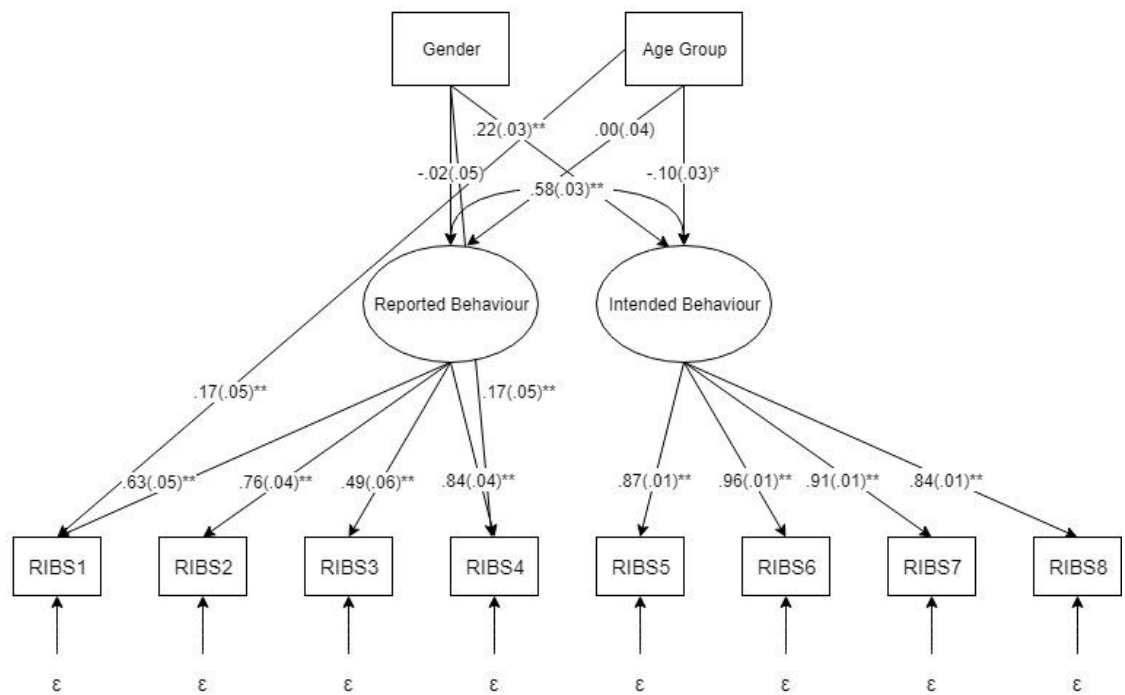 Gender
Age Group
.22(.03)**
.00(.04)
-.02(.05)
-.10(.03)*
.58(.03)**
Reported Behaviour
Intended Behaviour
.17(.05)**
.17(.05)**
.63(.05)**
.76(.04)**
.49(.06)**
.84(.04)**
.87(.01)**
.96(.01)**
.91(.01)**
.84(.01)**
RIBS1
RIBS2
RIBS3
RIBS4
RIBS5
RIBS6
RIBS7
RIBS8
ε
ε
ε
ε
ε
ε
ε
ε